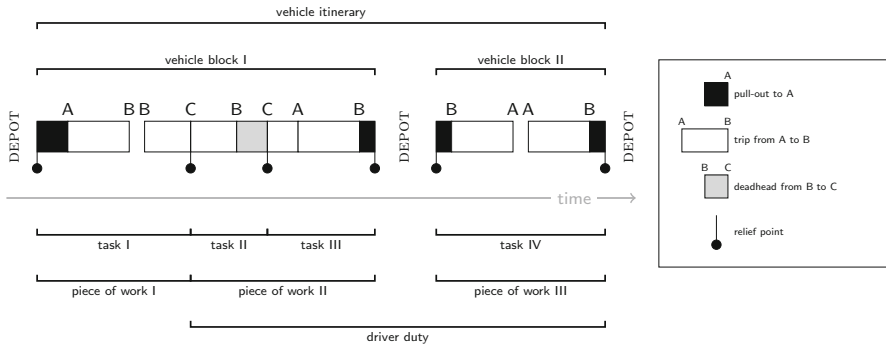 vehicle itinerary
vehicle block I
vehicle block II
DEPOT
A
B B
C
B
C
A
B
DEPOT
B
A A
B
DEPOT
time
task I
task II
task III
task IV
piece of work I
piece of work II
piece of work III
driver duty
A
pull-out to A
A
B
trip from A to B
B
C
deadhead from B to C
relief point